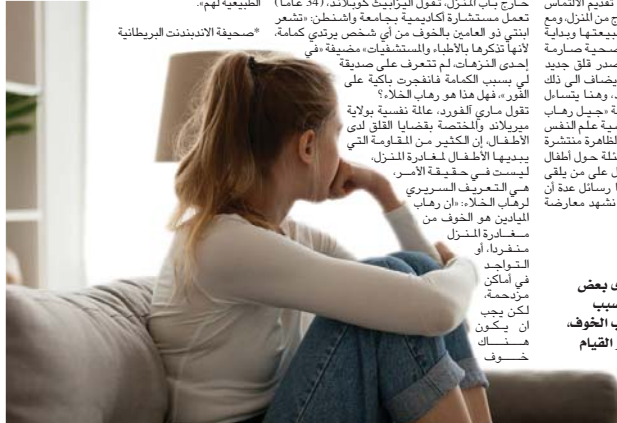 تقديم الالتماس
ج من المنزل، ومع
بيعتها وبداية
صحية صارمة
صدر قلق جديد
يضاف الى ذلك
، وهنا يتساءل
ة «جيل رهاب
سية علم النفس
لظاهرة منتشرة
ئلة حول أطفال
ل على من يلقى
ا رسائل عدة أن
نشهد معارضة
ى بعض
سبب
ب الخوف،
ر القيام
خارج باب المنزل، تقول اليزابيث كوبلاند، (34 عاما)
تعمل مستشارة أكاديمية بجامعة واشنطن: «تشعر
ابنتي ذو العامين بالخوف من أي شخص يرتدي كمامة،
لأنها تذكرها بالأطباء والمستشفيات» مضيفة «في
إحدى النزهات، لم تتعرف على صديقة
لي بسبب الكمامة فانفجرت باكية على
الفور»، فهل هذا هو رهاب الخلاء؟
تقول ماري آلفورد، عالمة نفسية بولاية
ميريلاند والمختصة بقضايا القلق لدى
الأطفال، إن الكثير من المقاومة التي
يبديها الأطفال لمغادرة المنزل،
ليست في حقيقة الأمر،
هي التعريف السريري
لرهاب الخلاء: «ان رهاب
الميادين هو الخوف من
مغادرة المنزل
منفردا، أو
التواجد
في أماكن
مزدحمة،
لكن يجب
ان يكون
هناك
خوف
الطبيعية لهم».
*صحيفة الاندبندنت البريطانية